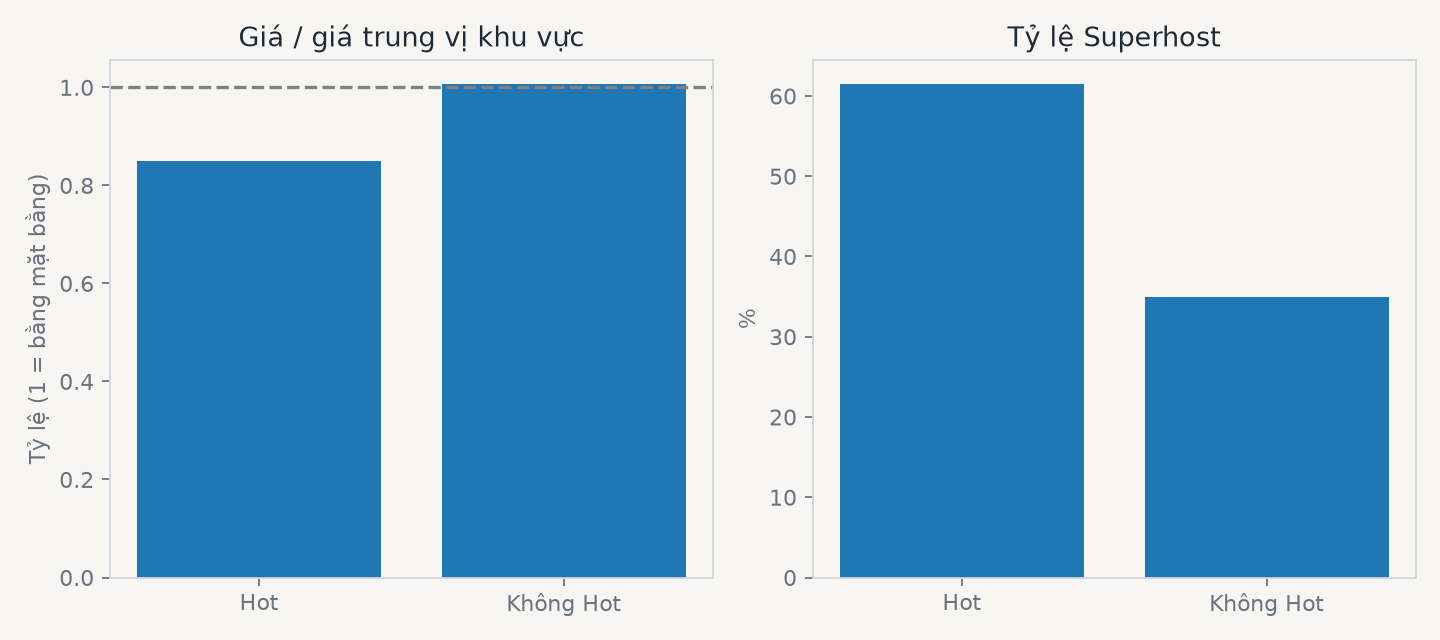 Giá / giá trung vị khu vực
Tỷ lệ (1 = bằng mặt bằng)
1.0
0.8
0.6
0.4
0.2
0.0
Hot
Không Hot
Tỷ lệ Superhost
%
60
50
40
30
20
10
0
Hot
Không Hot